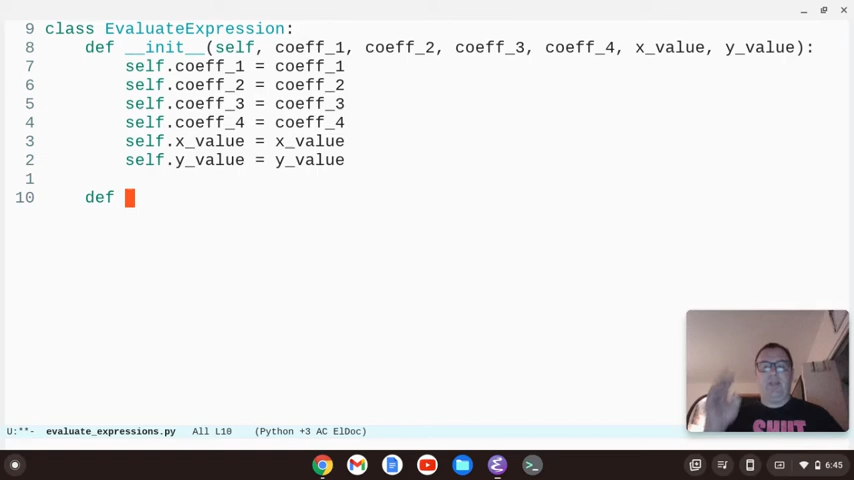 9 class EvaluateExpression:
8 def __init__(self, coeff_1, coeff_2, coeff_3, coeff_4, x_value, y_value):
7 self.coeff_1 = coeff_1
6 self.coeff_2 = coeff_2
5 self.coeff_3 = coeff_3
4 self.coeff_4 = coeff_4
3 self.x_value = x_value
2 self.y_value = y_value
1
10 def
SHUT
U:**- evaluate_expressions.py All L10 (Python +3 AC ElDoc)
6:45